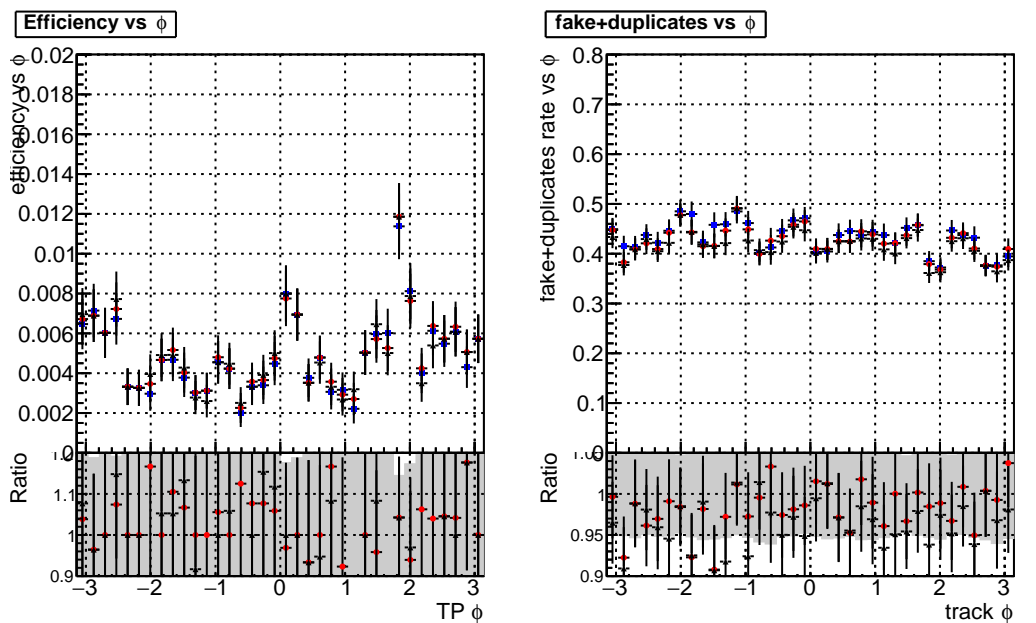 Efficiency vs ϕ
efficiency vs ϕ
0.02
0.018
0.016
0.014
0.012
0.01
0.008
0.006
0.004
0.002
0
Ratio
1.1
1
0.9
−3 −2 −1 0 1 2 3
TP ϕ
fake+duplicates vs ϕ
fake+duplicates rate vs ϕ
0.8
0.7
0.6
0.5
0.4
0.3
0.2
0.1
0
Ratio
1
0.95
0.9
−3 −2 −1 0 1 2 3
track ϕ